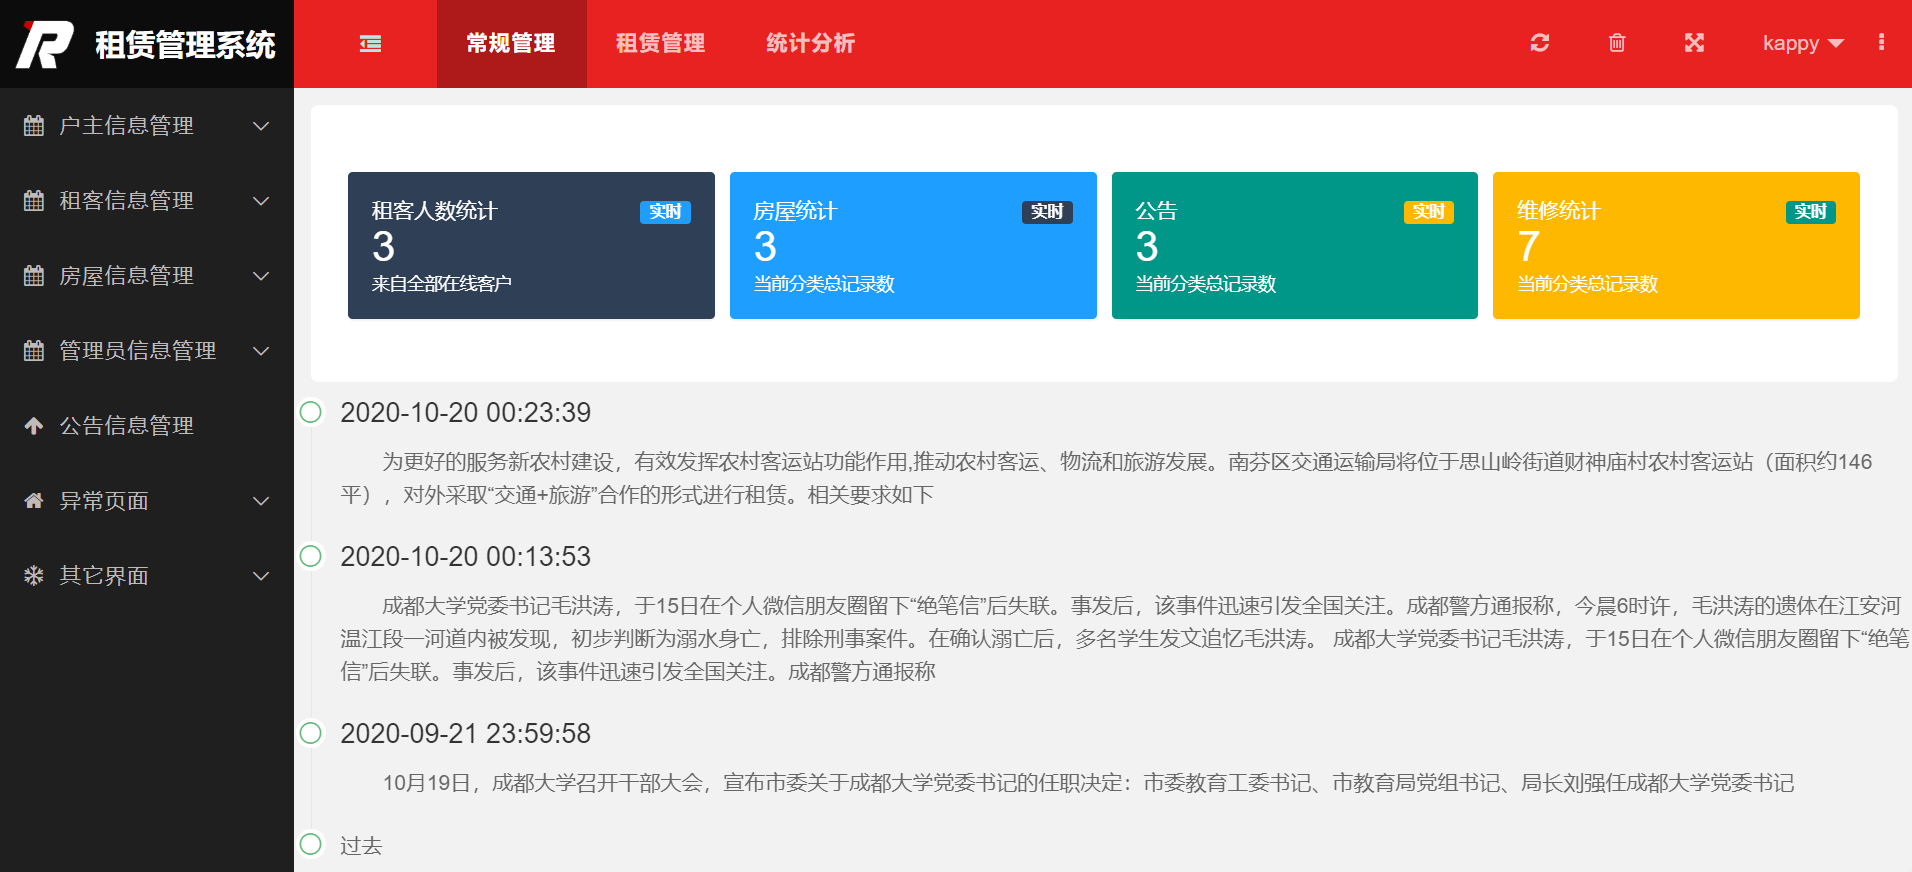 租赁管理系统
常规管理
租赁管理
统计分析
kappy
户主信息管理
租客信息管理
房屋信息管理
管理员信息管理
公告信息管理
异常页面
其它界面
租客人数统计
实时
3
来自全部在线客户
房屋统计
实时
3
当前分类总记录数
公告
实时
3
当前分类总记录数
维修统计
实时
7
当前分类总记录数
2020-10-20 00:23:39
为更好的服务新农村建设，有效发挥农村客运站功能作用,推动农村客运、物流和旅游发展。南芬区交通运输局将位于思山岭街道财神庙村农村客运站（面积约146
平），对外采取“交通+旅游”合作的形式进行租赁。相关要求如下
2020-10-20 00:13:53
成都大学党委书记毛洪涛，于15日在个人微信朋友圈留下“绝笔信”后失联。事发后，该事件迅速引发全国关注。成都警方通报称，今晨6时许，毛洪涛的遗体在江安河
温江段一河道内被发现，初步判断为溺水身亡，排除刑事案件。在确认溺亡后，多名学生发文追忆毛洪涛。 成都大学党委书记毛洪涛，于15日在个人微信朋友圈留下“绝笔
信”后失联。事发后，该事件迅速引发全国关注。成都警方通报称
2020-09-21 23:59:58
10月19日，成都大学召开干部大会，宣布市委关于成都大学党委书记的任职决定：市委教育工委书记、市教育局党组书记、局长刘强任成都大学党委书记
过去